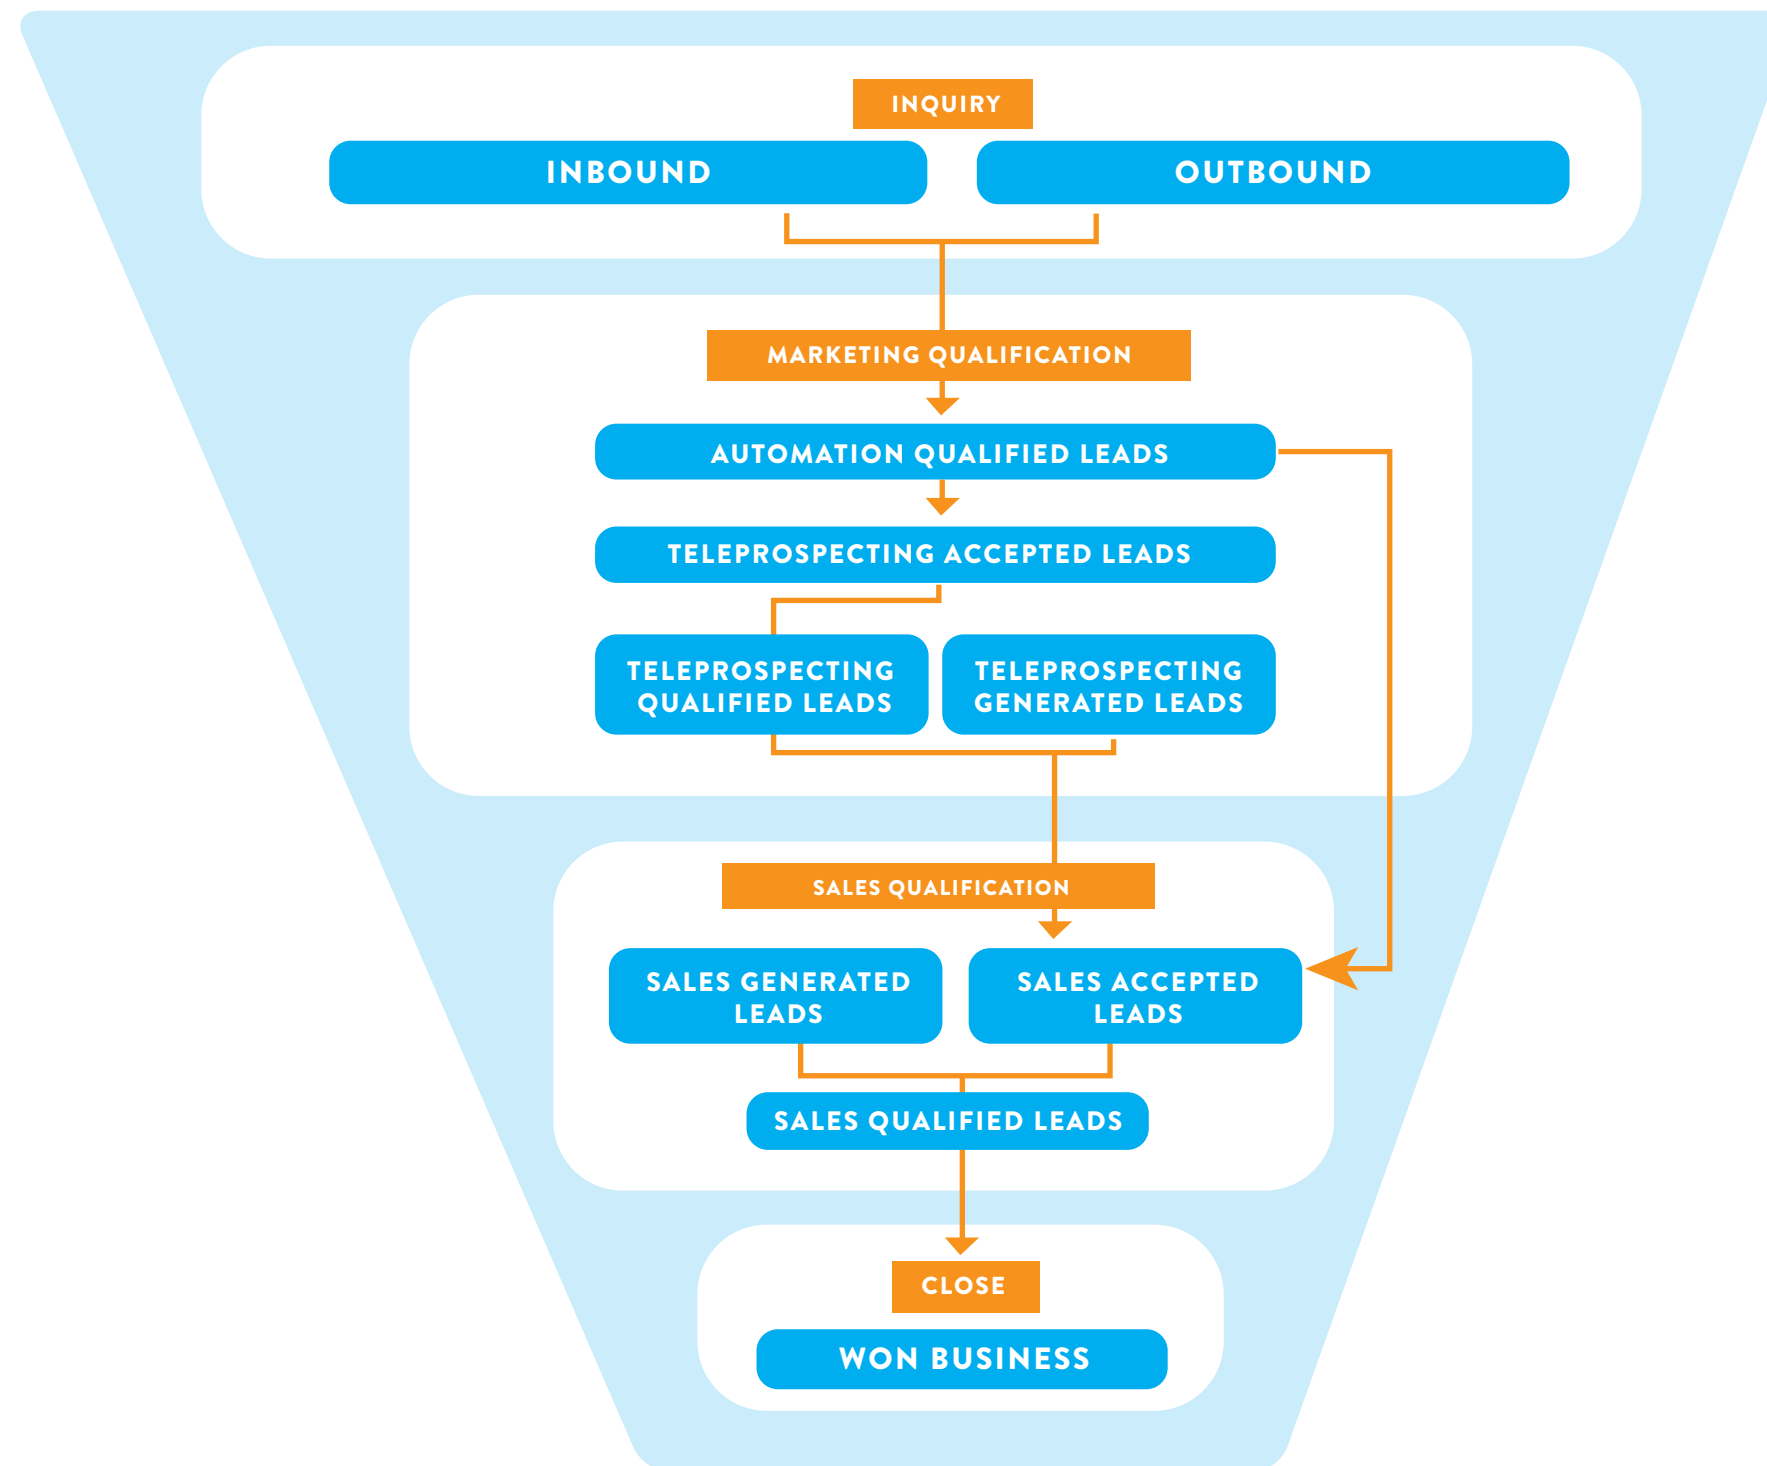 INQUIRY
INBOUND
OUTBOUND
MARKETING QUALIFICATION
AUTOMATION QUALIFIED LEADS
TELEPROSPECTING ACCEPTED LEADS
TELEPROSPECTING
QUALIFIED LEADS
TELEPROSPECTING
GENERATED LEADS
SALES QUALIFICATION
SALES GENERATED
LEADS
SALES ACCEPTED
LEADS
SALES QUALIFIED LEADS
CLOSE
WON BUSINESS